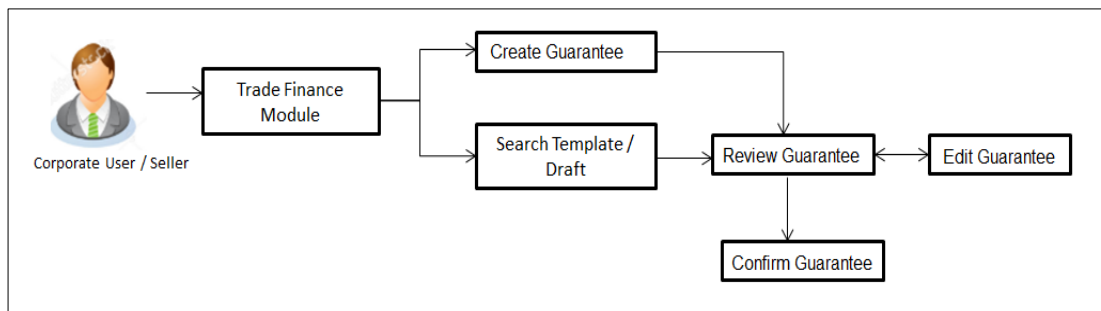 Create Guarantee
Trade Finance
Module
Corporate User / Seller
Search Template /
Draft
Review Guarantee
Edit Guarantee
Confirm Guarantee